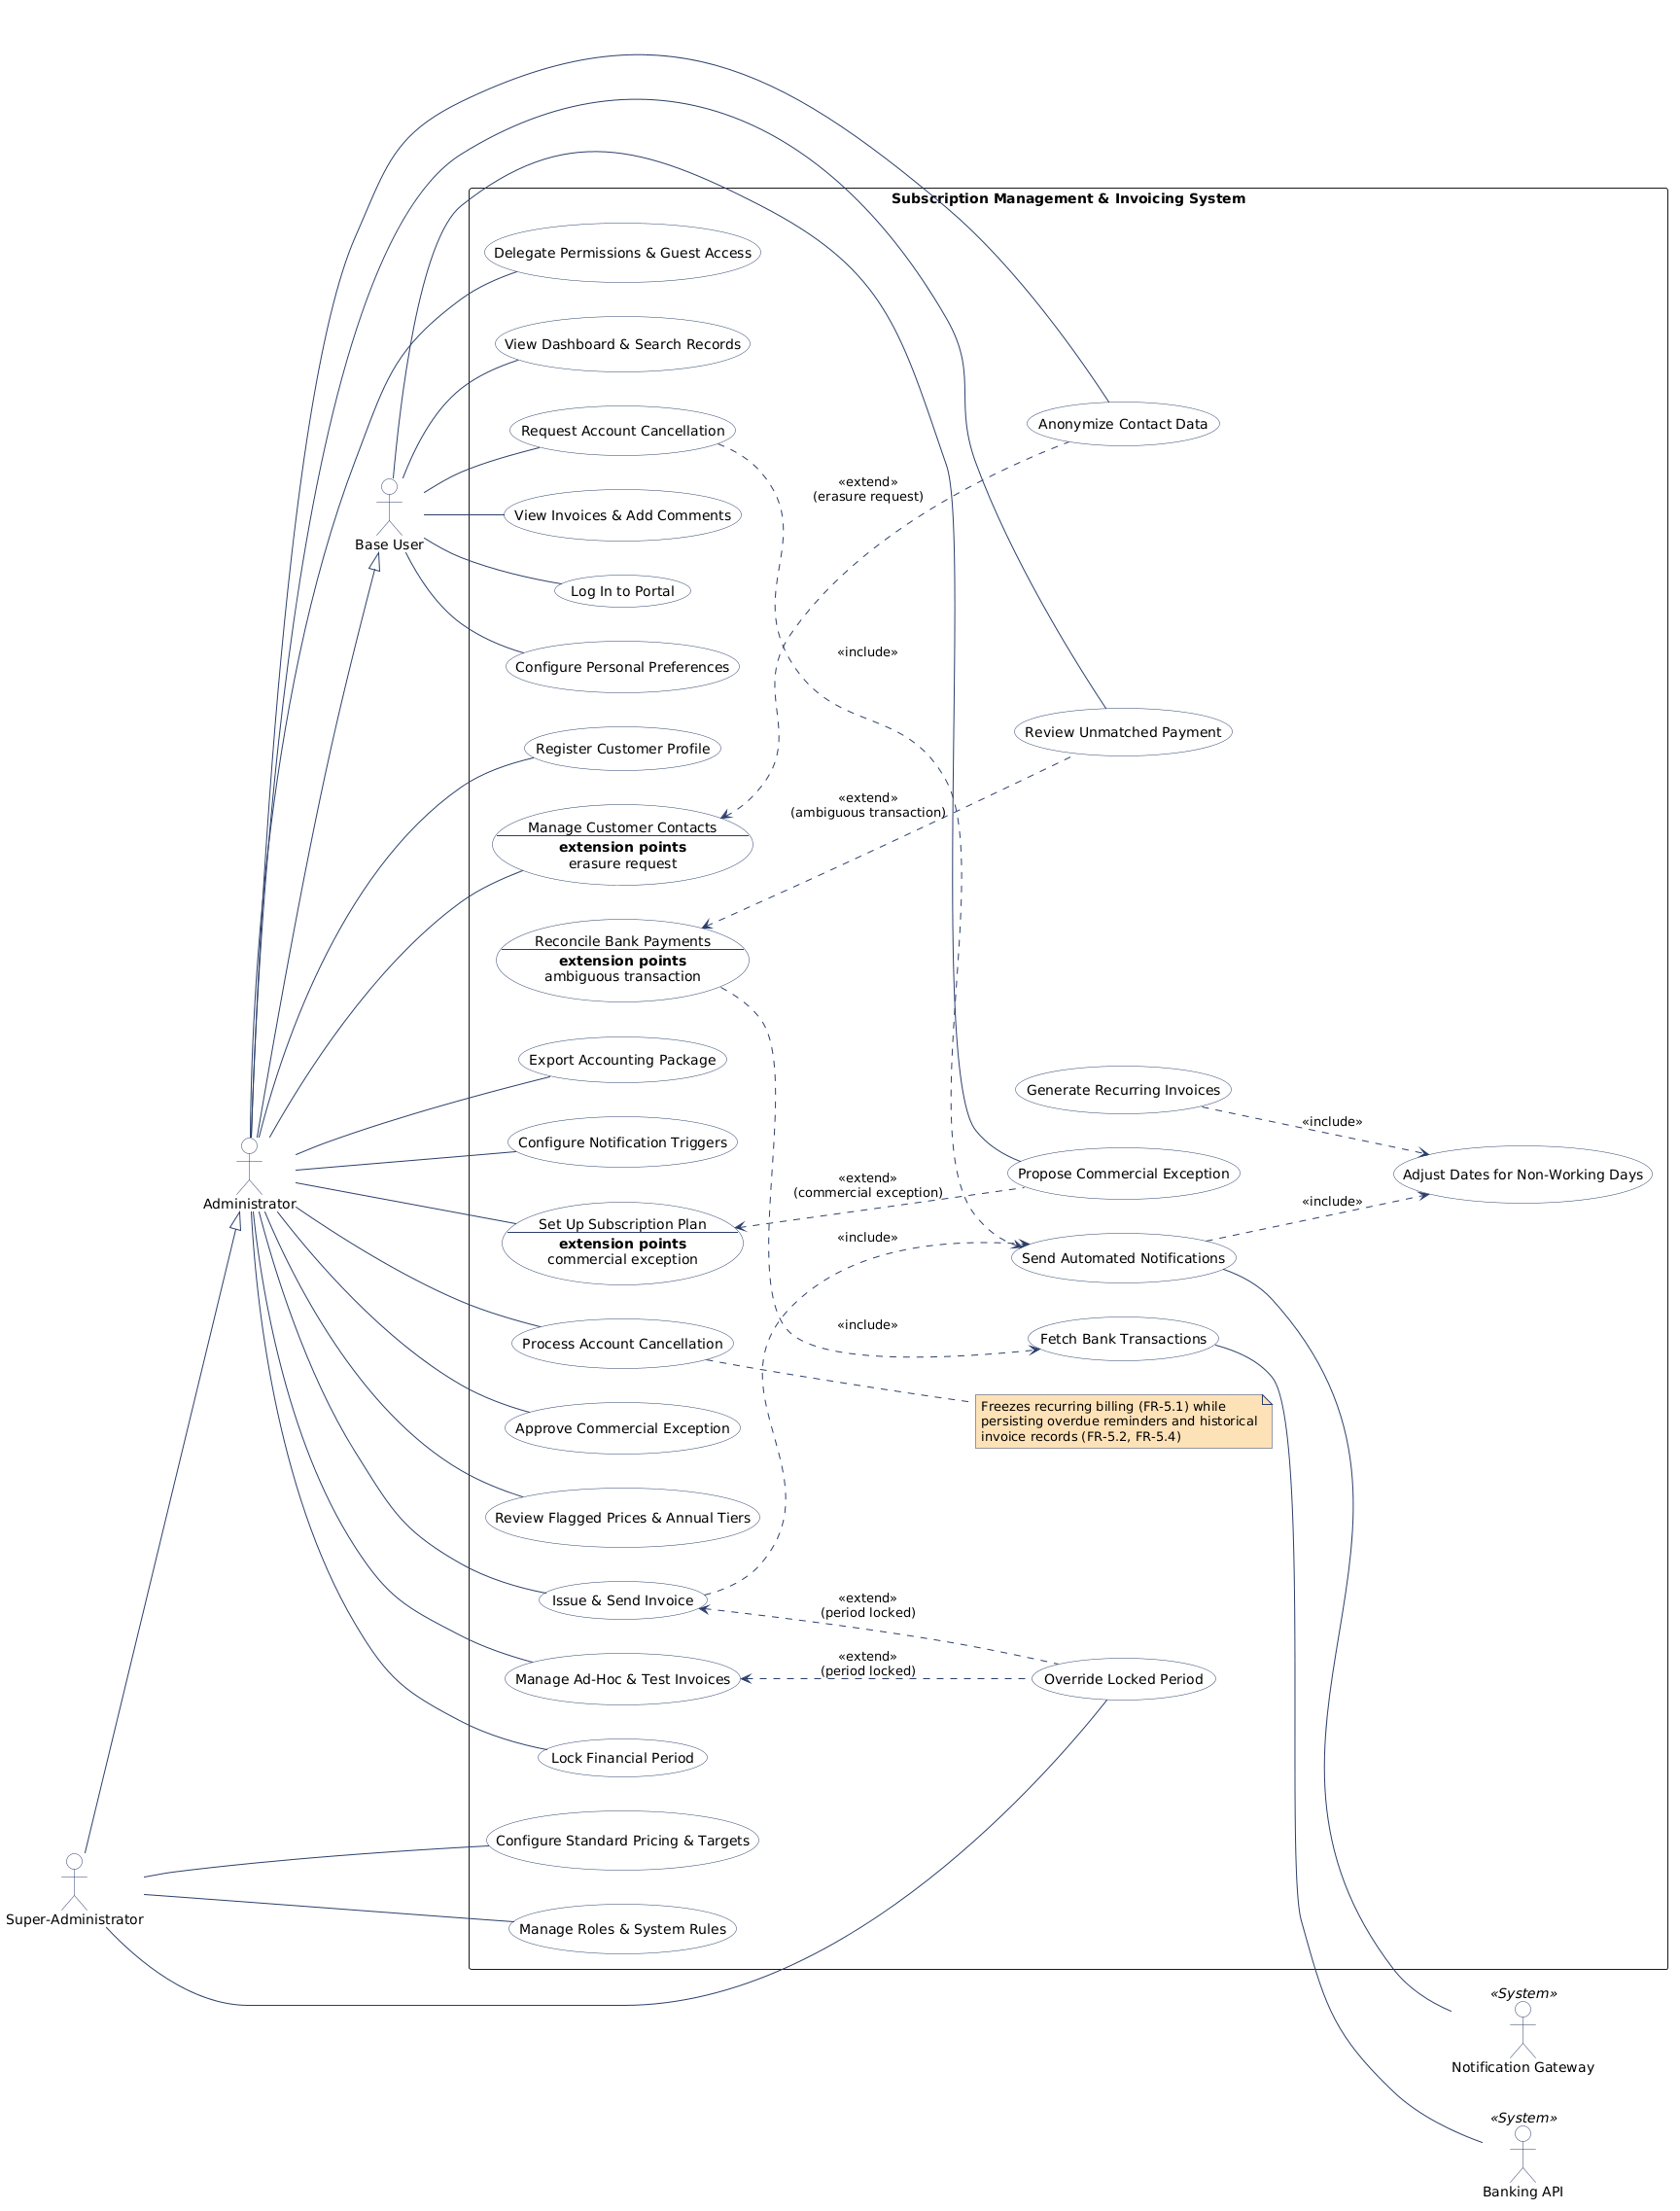 Subscription Management & Invoicing System
Delegate Permissions & Guest Access
View Dashboard & Search Records
Request Account Cancellation
Anonymize Contact Data
«extend»
(erasure request)
View Invoices & Add Comments
Base User
Log In to Portal
«include»
Configure Personal Preferences
Register Customer Profile
Review Unmatched Payment
«extend»
(ambiguous transaction)
Manage Customer Contacts
extension points
erasure request
Reconcile Bank Payments
extension points
ambiguous transaction
Export Accounting Package
Generate Recurring Invoices
«include»
Configure Notification Triggers
Administrator
«extend»
(commercial exception)
Propose Commercial Exception
Adjust Dates for Non-Working Days
«include»
Set Up Subscription Plan
extension points
commercial exception
«include»
Send Automated Notifications
«include»
Process Account Cancellation
Fetch Bank Transactions
Freezes recurring billing (FR-5.1) while
persisting overdue reminders and historical
invoice records (FR-5.2, FR-5.4)
Approve Commercial Exception
Review Flagged Prices & Annual Tiers
Issue & Send Invoice
«extend»
(period locked)
«extend»
(period locked)
Manage Ad-Hoc & Test Invoices
Override Locked Period
Lock Financial Period
Configure Standard Pricing & Targets
Super-Administrator
Manage Roles & System Rules
«System»
Notification Gateway
«System»
Banking API